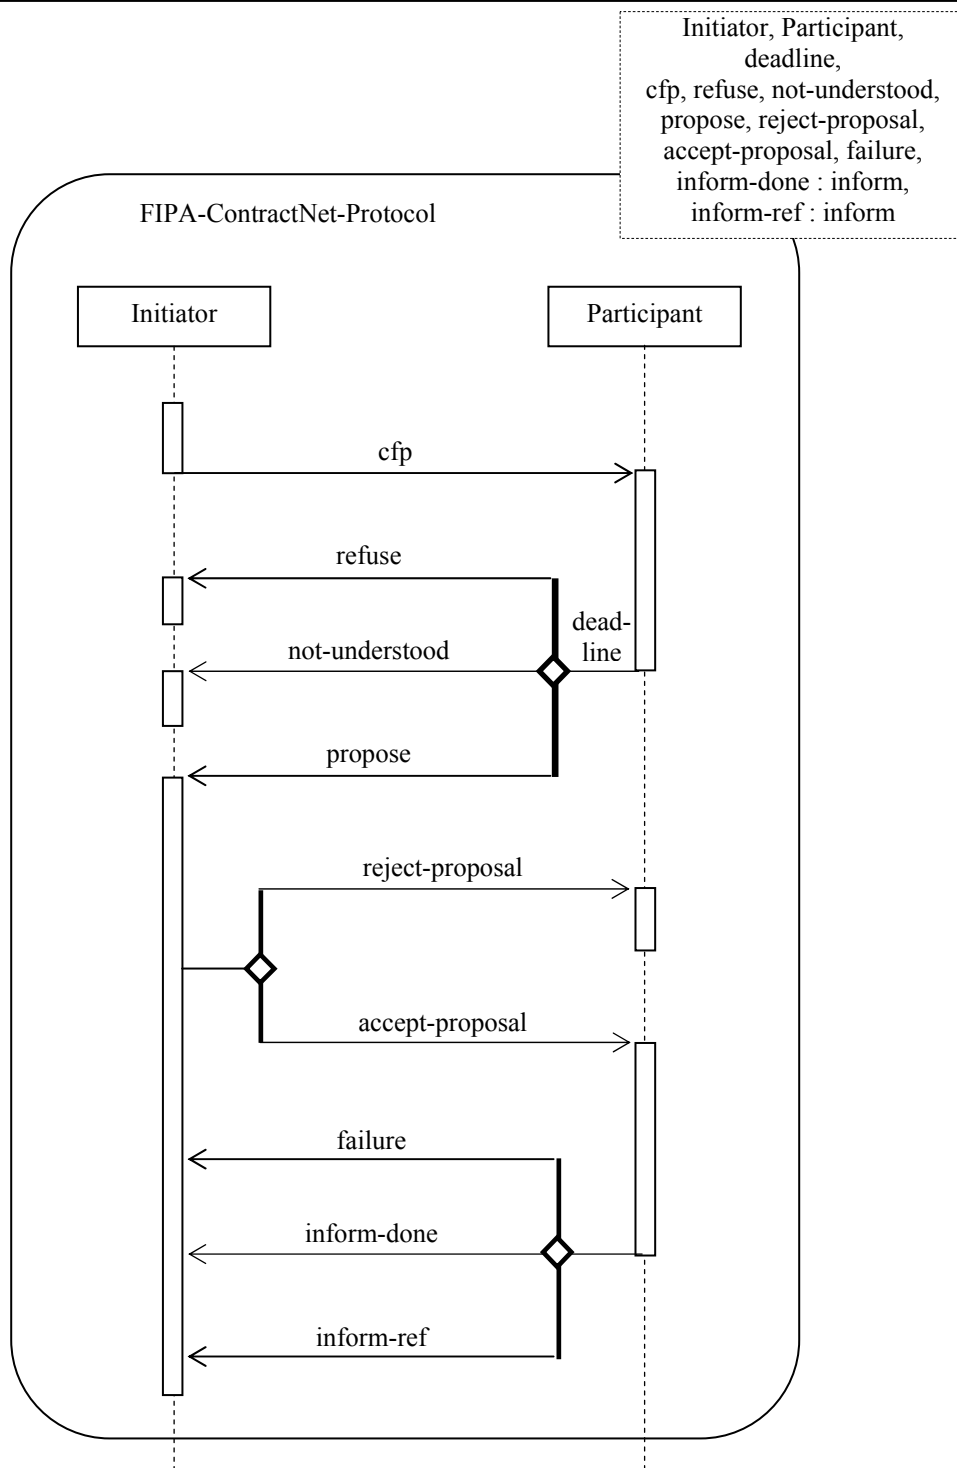 Initiator, Participant,
deadline,
cfp, refuse, not-understood,
propose, reject-proposal,
accept-proposal, failure,
inform-done : inform,
inform-ref : inform
FIPA-ContractNet-Protocol
Initiator
Participant
cfp
refuse
dead-
line
not-understood
propose
reject-proposal
accept-proposal
failure
inform-done
inform-ref